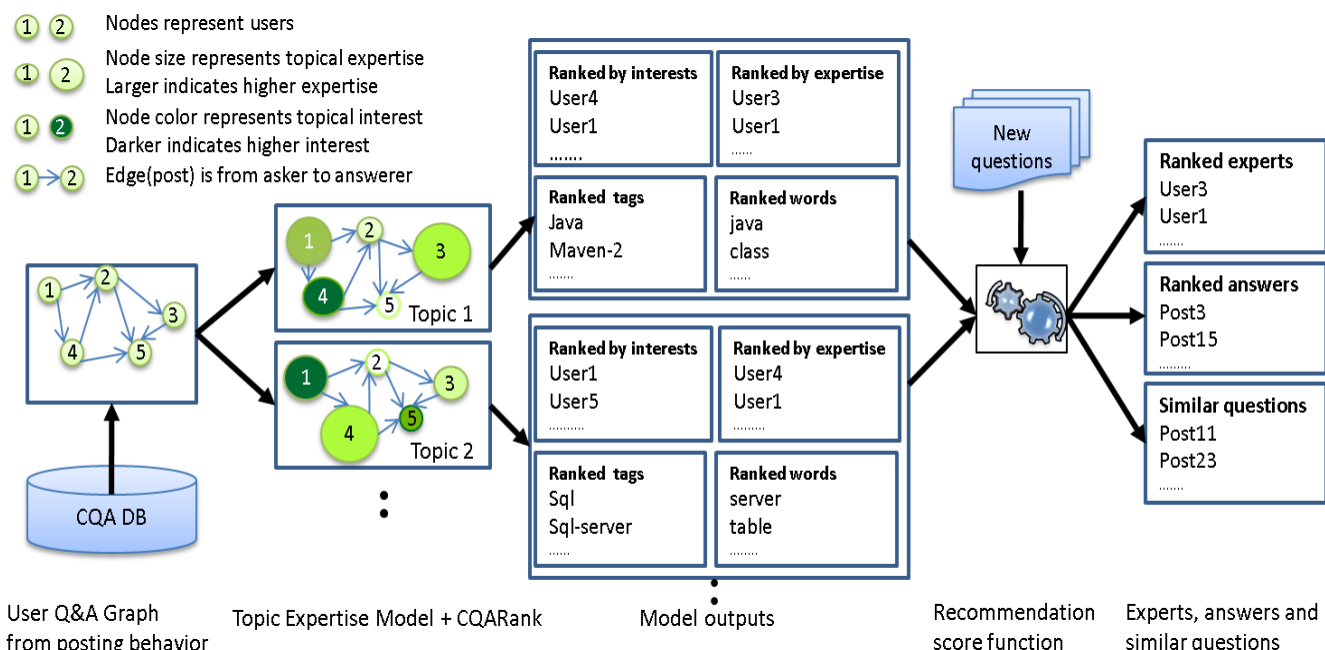 1 2 Nodes represent users
1 2 Node size represents topical expertise
Larger indicates higher expertise
1 2 Node color represents topical interest
Darker indicates higher interest
1 2 Edge(post) is from asker to answerer
1
2
3
4
5
CQA DB
1
2
3
4
5
Topic 1
1
2
3
4
5
Topic 2
Ranked by interests
User4
User1
.......
Ranked by expertise
User3
User1
......
Ranked tags
Java
Maven-2
.......
Ranked words
java
class
......
Ranked by interests
User1
User5
..........
Ranked by expertise
User4
User1
.........
Ranked tags
Sql
Sql-server
......
Ranked words
server
table
........
New
questions
Ranked experts
User3
User1
.......
Ranked answers
Post3
Post15
.........
Similar questions
Post11
Post23
.......
User Q&A Graph
from posting behavior
Topic Expertise Model + CQARank
Model outputs
Recommendation
score function
Experts, answers and
similar questions